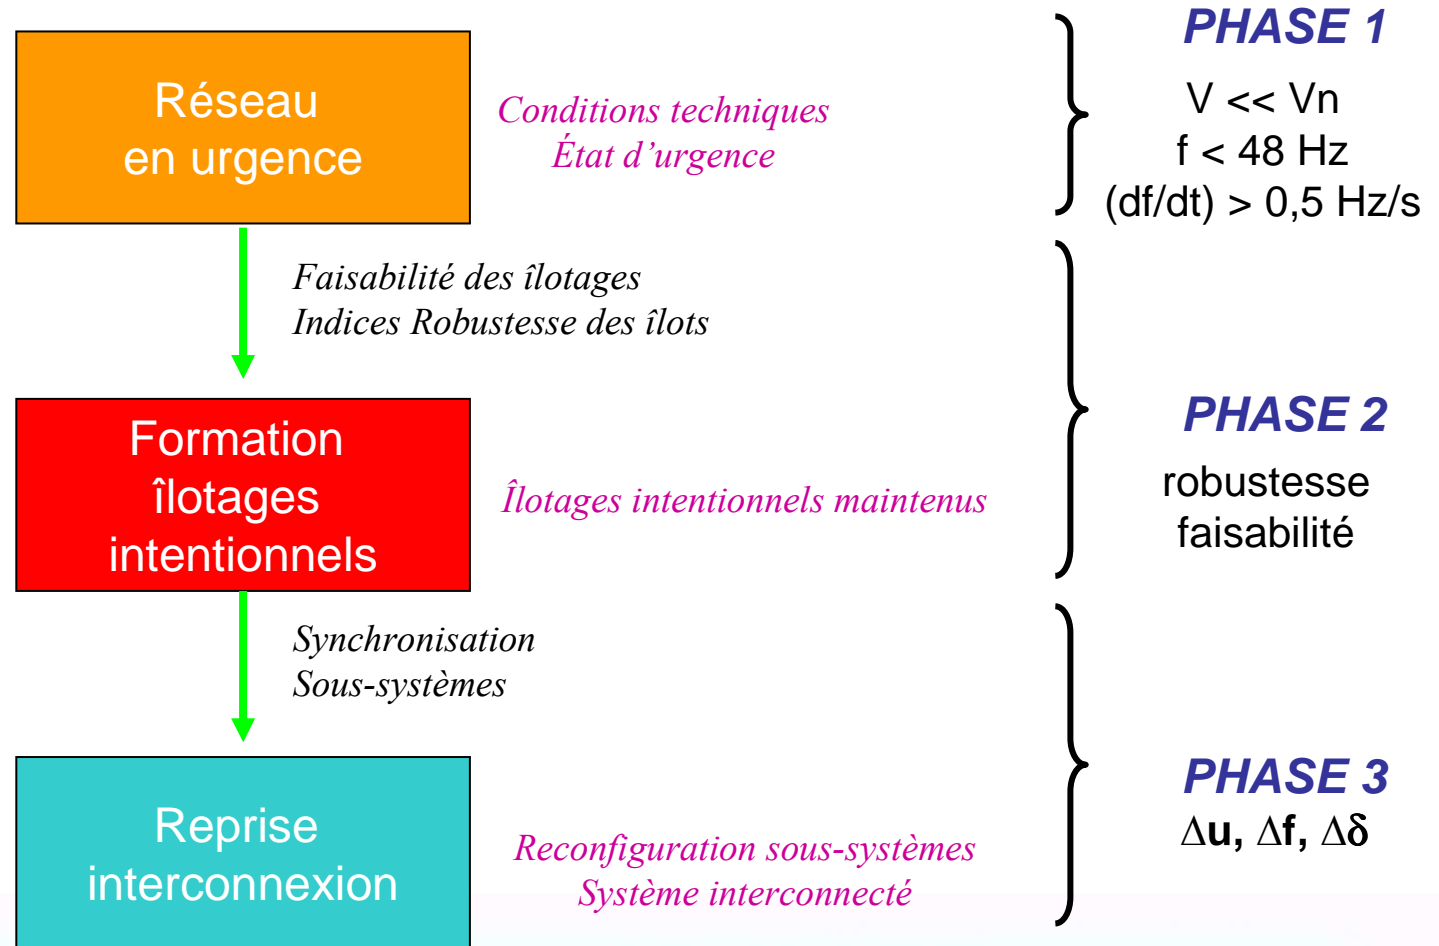 PHASE 1
Réseau
en urgence
Conditions techniques
État d’urgence
V << Vn
f < 48 Hz
(df/dt) > 0,5 Hz/s
Faisabilité des îlotages
Indices Robustesse des îlots
Formation
îlotages
intentionnels
Îlotages intentionnels maintenus
PHASE 2
robustesse
faisabilité
Synchronisation
Sous-systèmes
Reprise
interconnexion
Reconfiguration sous-systèmes
Système interconnecté
PHASE 3
Δu, Δf, Δδ